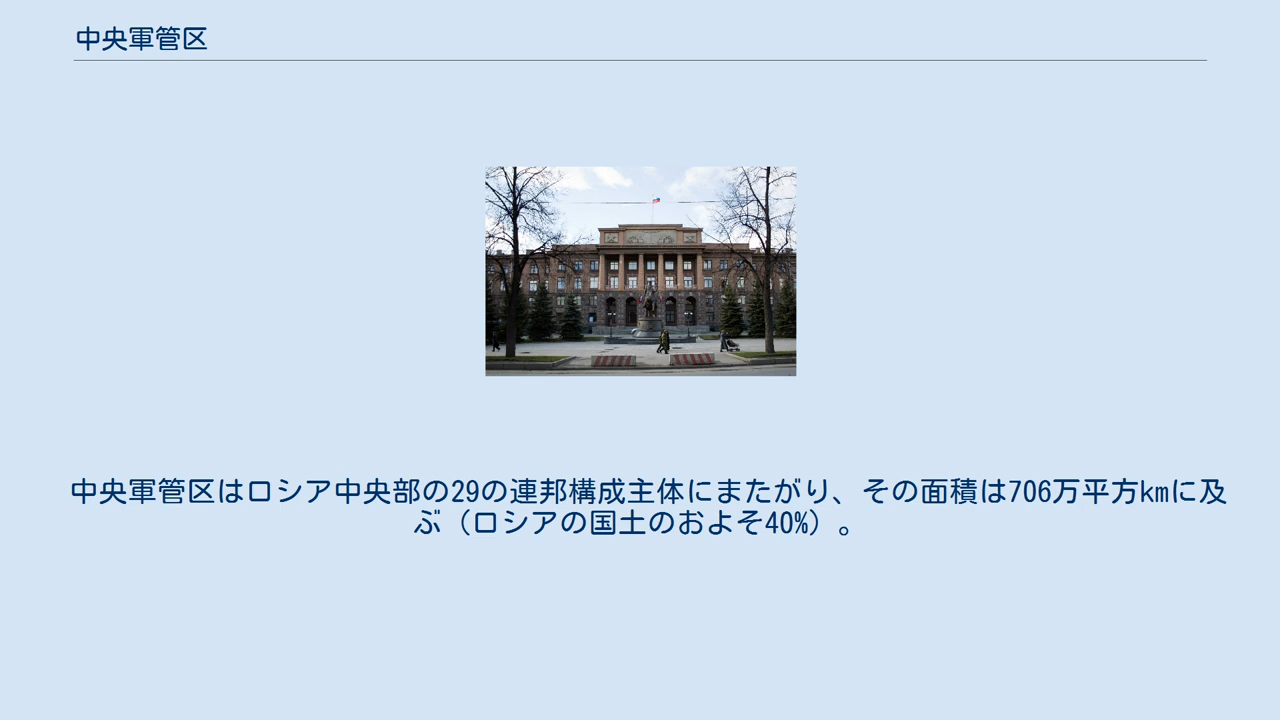 中央軍管区
中央軍管区はロシア中央部の29の連邦構成主体にまたがり、その面積は706万平方kmに及
ぶ（ロシアの国土のおよそ40%）。